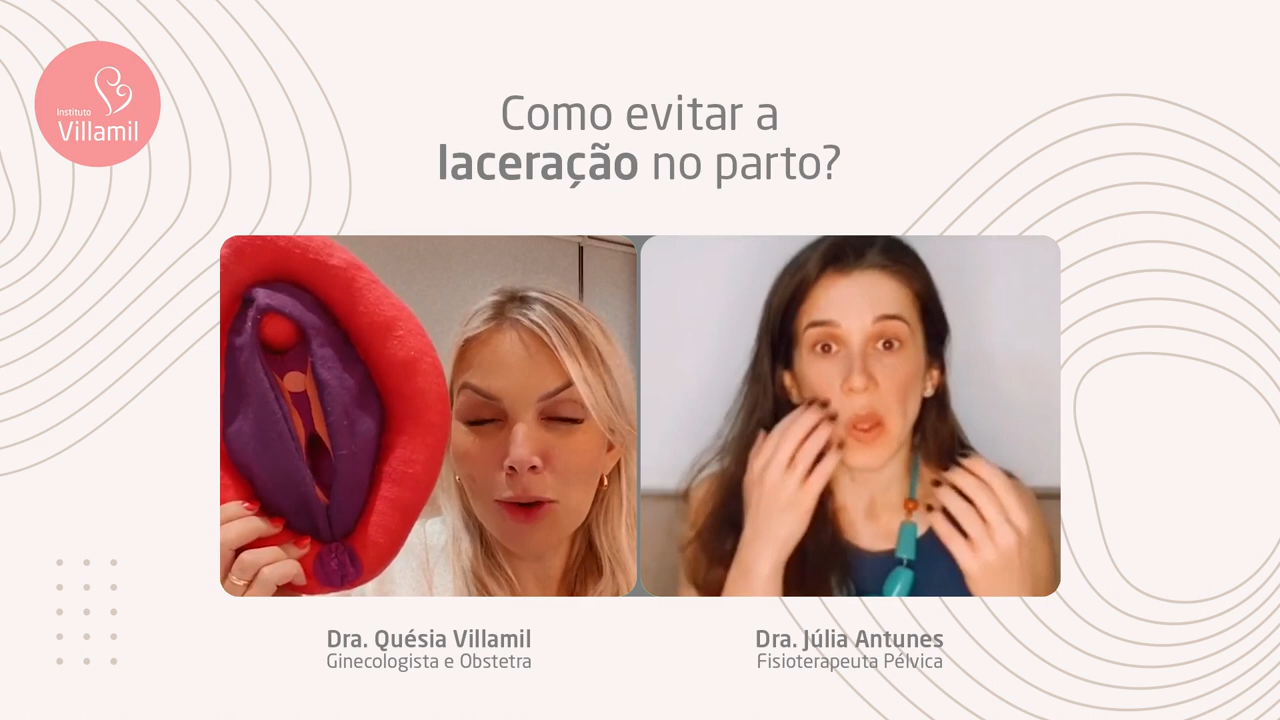 Instituto
Villamil
Como evitar a
laceração no parto?
Dra. Quésia Villamil
Ginecologista e Obstetra
Dra. Júlia Antunes
Fisioterapeuta Pélvica